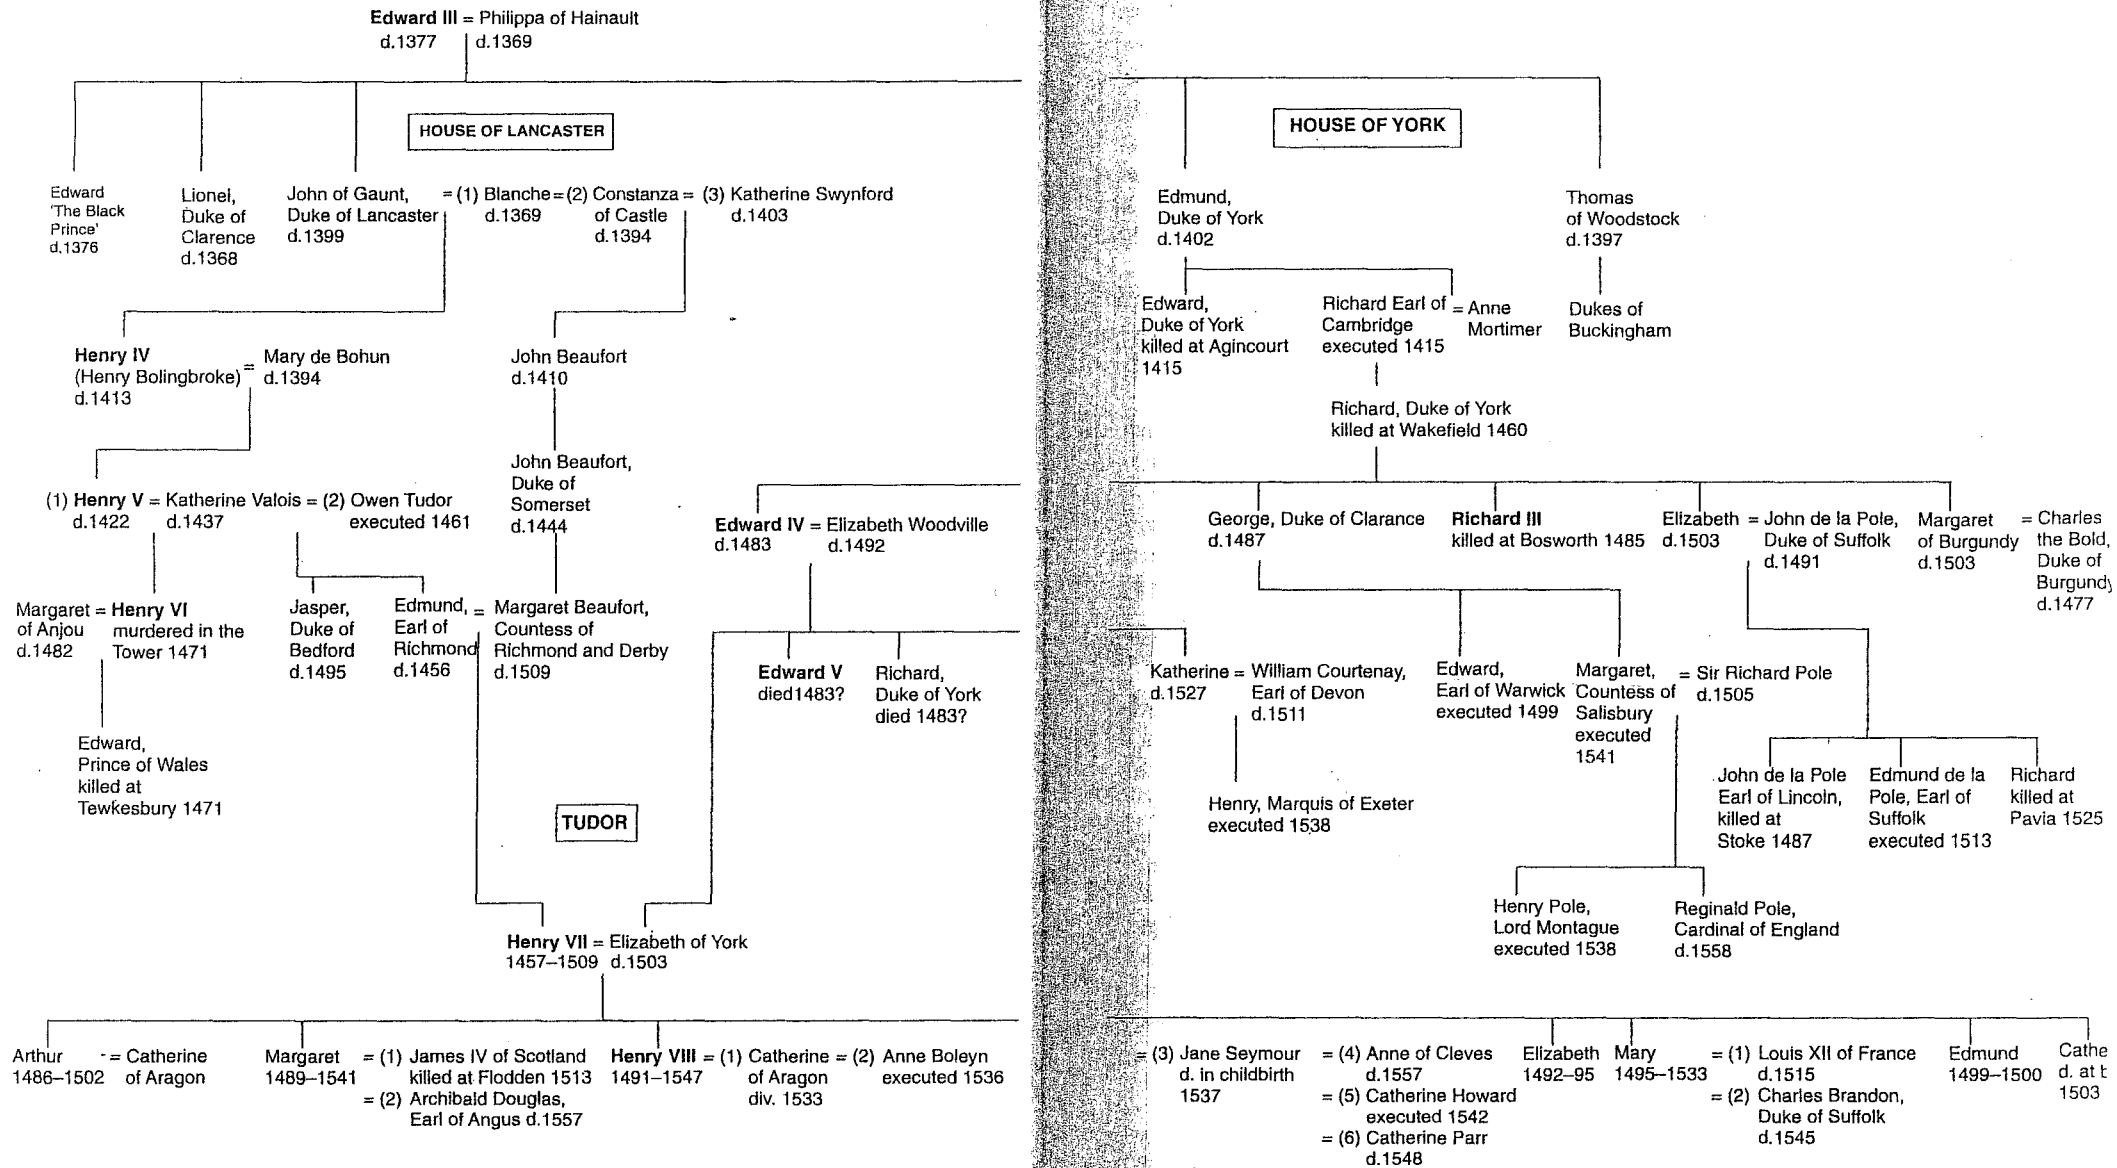 Edward III = Philippa of Hainault
d.1377 d.1369
HOUSE OF LANCASTER
HOUSE OF YORK
Edward
'The Black
Prince'
d.1376
Lionel,
Duke of
Clarence
d.1368
John of Gaunt,
Duke of Lancaster
d.1399
= (1) Blanche
d.1369
= (2) Constanza
of Castle
d.1394
= (3) Katherine Swynford
d.1403
Edmund,
Duke of York
d.1402
Thomas
of Woodstock
d.1397
Edward,
Duke of York
killed at Agincourt
1415
Richard Earl of
Cambridge
executed 1415
= Anne
Mortimer
Dukes of
Buckingham
Henry IV
(Henry Bolingbroke)
d.1413
= Mary de Bohun
d.1394
John Beaufort
d.1410
Richard, Duke of York
killed at Wakefield 1460
John Beaufort,
Duke of
Somerset
d.1444
(1) Henry V = Katherine Valois = (2) Owen Tudor
d.1422 d.1437 executed 1461
Edward IV = Elizabeth Woodville
d.1483 d.1492
George, Duke of Clarance
d.1487
Richard III
killed at Bosworth 1485
Elizabeth
d.1503
= John de la Pole,
Duke of Suffolk
d.1491
Margaret
of Burgundy
d.1503
= Charles
the Bold,
Duke of
Burgundy
d.1477
Margaret
of Anjou
d.1482
= Henry VI
murdered in the
Tower 1471
Jasper,
Duke of
Bedford
d.1495
Edmund,
Earl of
Richmond
d.1456
= Margaret Beaufort,
Countess of
Richmond and Derby
d.1509
Edward V
died1483?
Richard,
Duke of York
died 1483?
Katherine
d.1527
= William Courtenay,
Earl of Devon
d.1511
Edward,
Earl of Warwick
executed 1499
Margaret,
Countess of
Salisbury
executed
1541
= Sir Richard Pole
d.1505
Edward,
Prince of Wales
killed at
Tewkesbury 1471
TUDOR
Henry, Marquis of Exeter
executed 1538
John de la Pole
Earl of Lincoln,
killed at
Stoke 1487
Edmund de la
Pole, Earl of
Suffolk
executed 1513
Richard
killed at
Pavia 1525
Henry Pole,
Lord Montague
executed 1538
Reginald Pole,
Cardinal of England
d.1558
Henry VII = Elizabeth of York
1457–1509 d.1503
Arthur
1486–1502
= Catherine
of Aragon
Margaret
1489–1541
= (1) James IV of Scotland
killed at Flodden 1513
= (2) Archibald Douglas,
Earl of Angus d.1557
Henry VIII
1491–1547
= (1) Catherine
of Aragon
div. 1533
= (2) Anne Boleyn
executed 1536
= (3) Jane Seymour
d. in childbirth
1537
= (4) Anne of Cleves
d.1557
= (5) Catherine Howard
executed 1542
= (6) Catherine Parr
d.1548
Elizabeth
1492–95
Mary
1495–1533
= (1) Louis XII of France
d.1515
= (2) Charles Brandon,
Duke of Suffolk
d.1545
Edmund
1499–1500
Cathe
d. at
1503